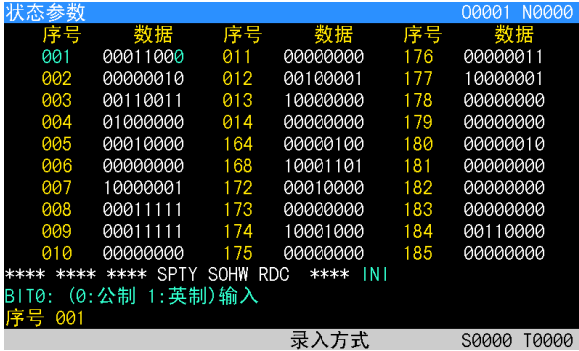 状态参数 O0001 N0000
序号 数据 序号 数据 序号 数据
001 00011000 011 00000000 176 00000011
002 00000010 012 00100001 177 10000001
003 00110011 013 10000000 178 00000000
004 01000000 014 00000000 179 00000000
005 00010000 164 00000100 180 00000010
006 00000000 168 10001101 181 00000000
007 10000001 172 00010000 182 00000000
008 00011111 173 00000000 183 00000000
009 00011111 174 10001000 184 00110000
010 00000000 175 00000000 185 00000000
**** **** **** SPTY SOHW RDC **** INI
BIT0: (0:公制 1:英制)输入
序号 001
录入方式 S0000 T0000